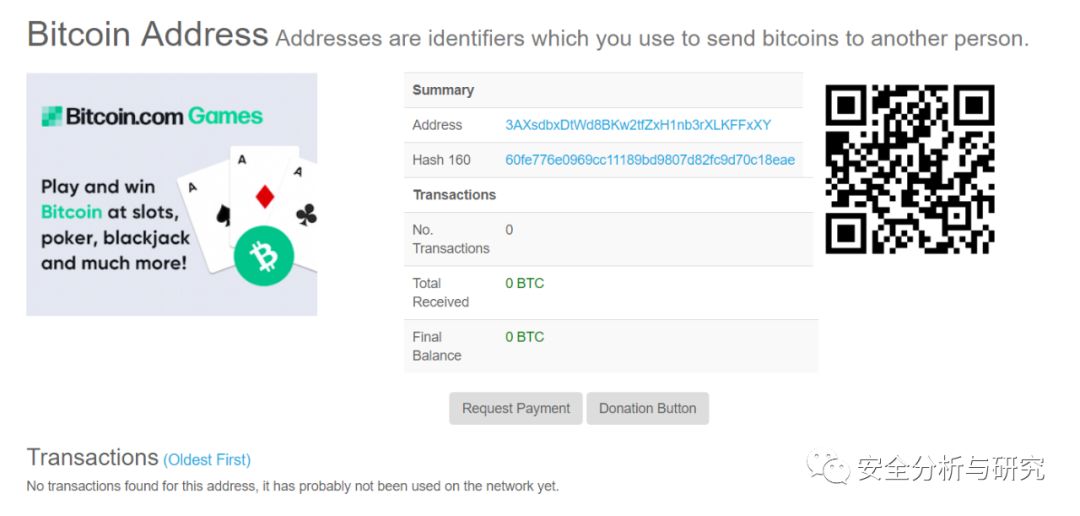 Bitcoin Address Addresses are identifiers which you use to send bitcoins to another person.
Bitcoin.com Games
Play and win
Bitcoin at slots,
poker, blackjack
and much more!
A
A
A
Summary
Address 3AXsdbxDtWd8BKw2tfZxH1nb3rXLKFFxXY
Hash 160 60fe776e0969cc11189bd9807d82fc9d70c18eae
Transactions
No. 0
Transactions
Total 0 BTC
Received
Final 0 BTC
Balance
Request Payment Donation Button
Transactions (Oldest First)
No transactions found for this address, it has probably not been used on the network yet.
安全分析与研究